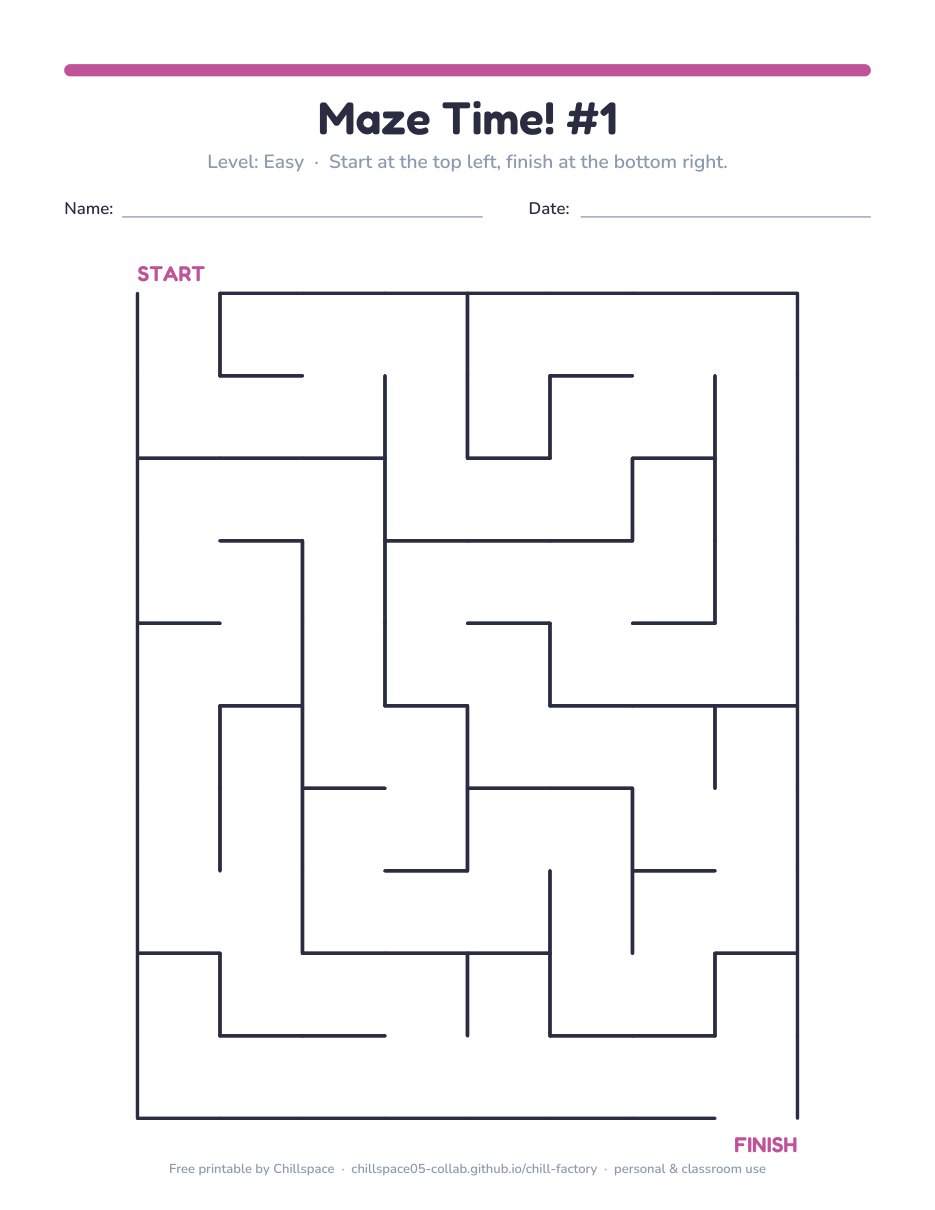 Maze Time! #1
Level: Easy · Start at the top left, finish at the bottom right.
Name: Date:
START
FINISH
Free printable by Chillspace · chillspace05-collab.github.io/chill-factory · personal & classroom use